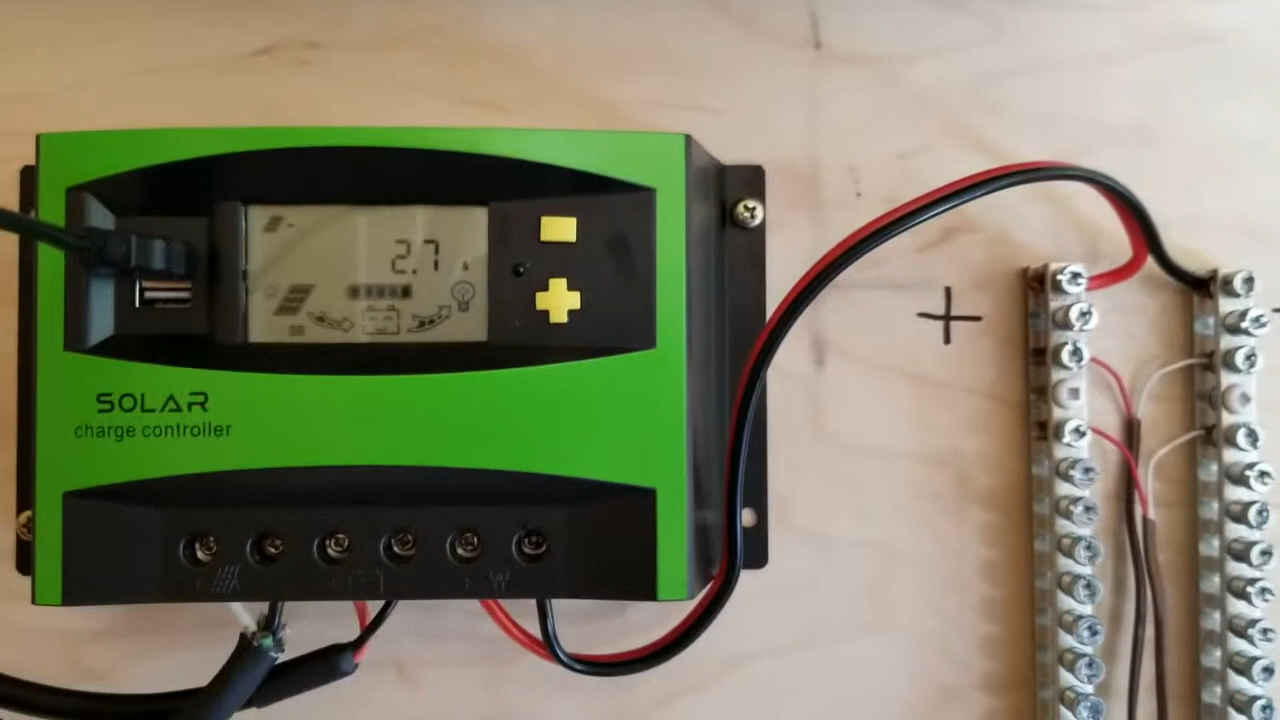 2.7 A
SOLAR
charge controller
+
-